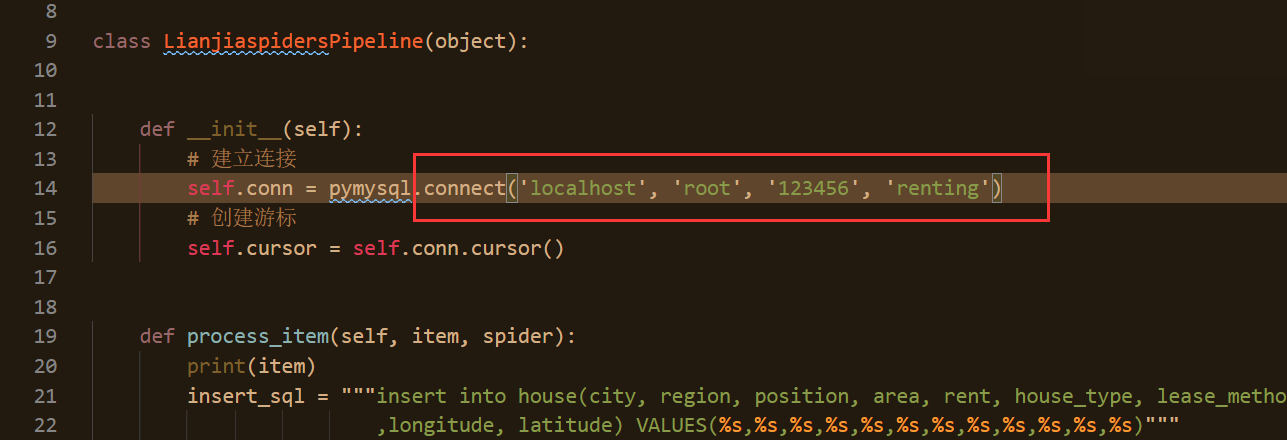 8
9 class LianjiaspidersPipeline(object):
10
11
12 def __init__(self):
13 # 建立连接
14 self.conn = pymysql.connect('localhost', 'root', '123456', 'renting')
15 # 创建游标
16 self.cursor = self.conn.cursor()
17
18
19 def process_item(self, item, spider):
20 print(item)
21 insert_sql = """insert into house(city, region, position, area, rent, house_type, lease_metho
22 ,longitude, latitude) VALUES(%s,%s,%s,%s,%s,%s,%s,%s,%s,%s,%s,%s)"""